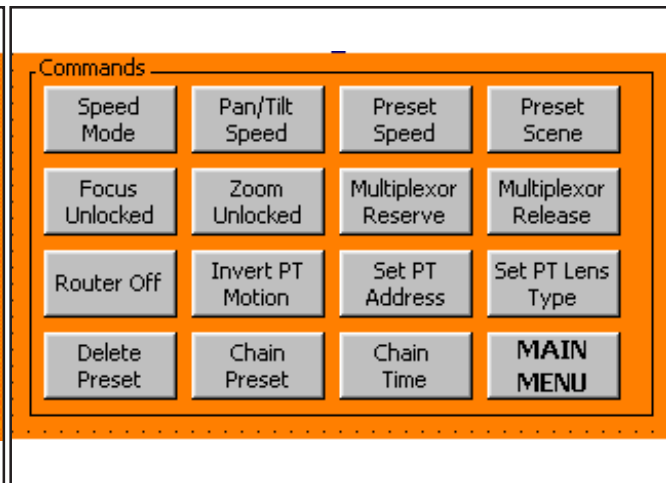 Commands
Speed
Mode
Pan/Tilt
Speed
Preset
Speed
Preset
Scene
Focus
Unlocked
Zoom
Unlocked
Multiplexor
Reserve
Multiplexor
Release
Router Off
Invert PT
Motion
Set PT
Address
Set PT Lens
Type
Delete
Preset
Chain
Preset
Chain
Time
MAIN
MENU